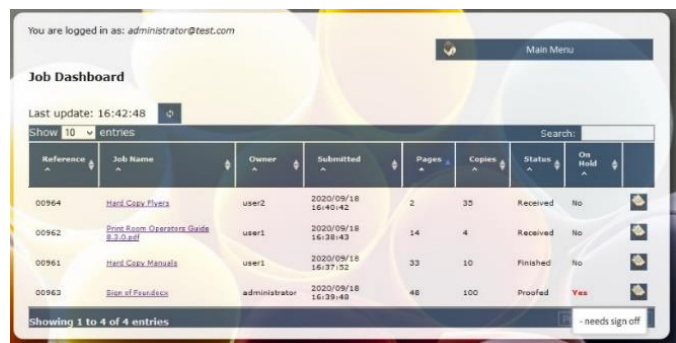 You are logged in as: administrator@test.com
Main Menu
Job Dashboard
Last update: 16:42:48
Show 10 entries
Search:
Reference Job Name Owner Submitted Pages Copies Status On Hold
00964 Hard Copy Flyers user2 2020/09/18 16:40:42 2 35 Received No
00962 Print Room Operators Guide 8.3.0.pdf user1 2020/09/18 16:38:43 14 4 Received No
00961 Hard Copy Manuals user1 2020/09/18 16:37:52 33 10 Finished No
00963 Sign of Four.docx administrator 2020/09/18 16:39:48 48 100 Proofed Yes
Showing 1 to 4 of 4 entries
- needs sign off